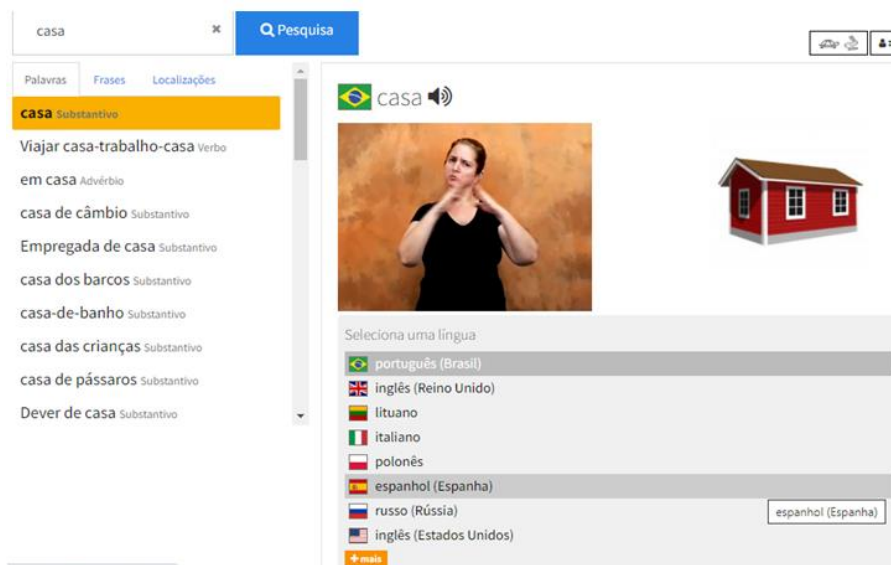 casa ✖ Pesquisa
Palavras Frases Localizações
casa Substantivo
Viajar casa-trabalho-casa Verbo
em casa Advérbio
casa de câmbio Substantivo
Empregada de casa Substantivo
casa dos barcos Substantivo
casa-de-banho Substantivo
casa das crianças Substantivo
casa de pássaros Substantivo
Dever de casa Substantivo
casa
Seleciona uma língua
português (Brasil)
inglês (Reino Unido)
lituano
italiano
polonês
espanhol (Espanha)
russo (Rússia)
espanhol (Espanha)
inglês (Estados Unidos)
+ mais